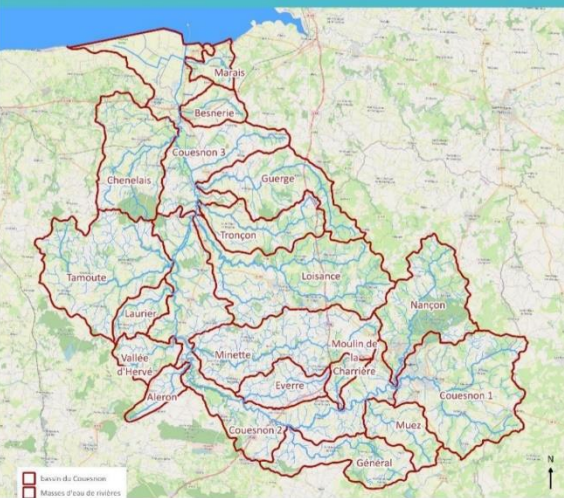 Marais
Besnerie
Couesnon 3
Chenelais
Guerge
Tronçon
Tamoute
Loisance
Nançon
Laurier
Vallée
d'Hervé
Minette
Moulin de
la
Charrière
Aleron
Everre
Couesnon 1
Couesnon 2
Muez
Général
N
bassin du Couesnon
Masses d'eau de rivières